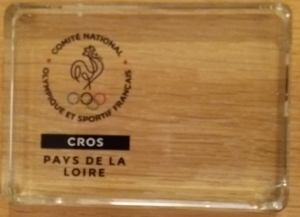 COMITÉ NATIONAL
OLYMPIQUE ET SPORTIF FRANÇAIS
CROS
PAYS DE LA
LOIRE